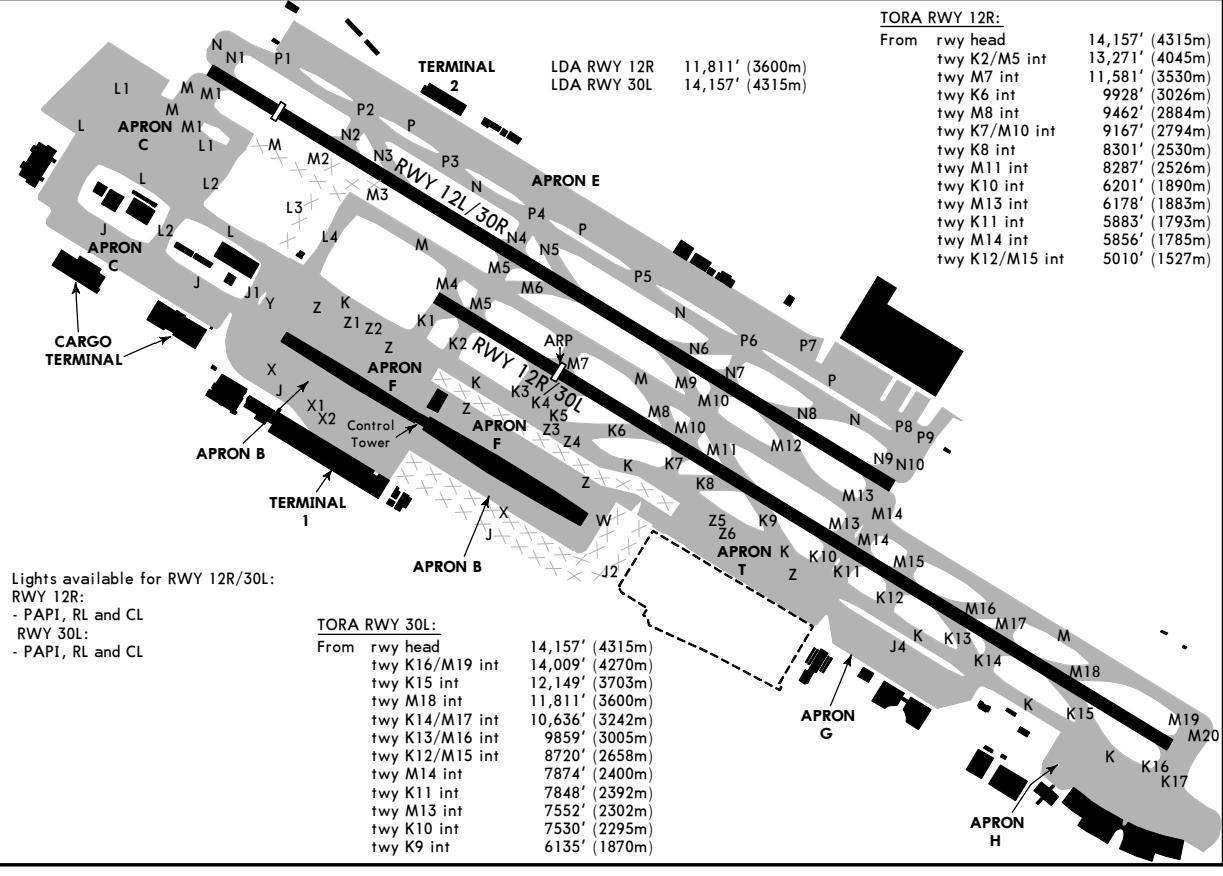 TORA RWY 12R:
From rwy head 14,157' (4315m)
twy K2/M5 int 13,271' (4045m)
twy M7 int 11,581' (3530m)
twy K6 int 9928' (3026m)
twy M8 int 9462' (2884m)
twy K7/M10 int 9167' (2794m)
twy K8 int 8301' (2530m)
twy M11 int 8287' (2526m)
twy K10 int 6201' (1890m)
twy M13 int 6178' (1883m)
twy K11 int 5883' (1793m)
twy M14 int 5856' (1785m)
twy K12/M15 int 5010' (1527m)
LDA RWY 12R 11,811' (3600m)
LDA RWY 30L 14,157' (4315m)
TERMINAL
2
N
N1
P1
L1
M
M1
M
M1
L
APRON
C
L1
P2
P
N2
N3
M
M2
P3
N
APRON E
RWY 12L/30R
M3
L
L2
L3
P4
P
J
L2
L
L4
M
N4
N5
APRON
C
M5
M6
P5
J
J1
Y
M4
M5
N
Z
K
Z1
Z2
Z
K1
K2
RWY 12R/30L
ARP
M7
N6
P6
P7
CARGO
TERMINAL
X
J
APRON
F
K
K3
K4
K5
M
M9
N7
P
M10
X1
X2
Z
APRON
F
Z3
Z4
K6
M8
M10
N8
N
P8
P9
Control
Tower
APRON B
M11
M12
K
K7
K8
N9
N10
TERMINAL
1
Z
X
J
W
Z5
Z6
K9
M13
M14
M13
M14
APRON B
APRON
T
K
K10
K11
M15
J2
Z
K12
M16
M17
M
K
J4
K13
K14
M18
K
K15
M19
M20
APRON
G
K
K16
K17
APRON
H
Lights available for RWY 12R/30L:
RWY 12R:
- PAPI, RL and CL
RWY 30L:
- PAPI, RL and CL
TORA RWY 30L:
From rwy head 14,157' (4315m)
twy K16/M19 int 14,009' (4270m)
twy K15 int 12,149' (3703m)
twy M18 int 11,811' (3600m)
twy K14/M17 int 10,636' (3242m)
twy K13/M16 int 9859' (3005m)
twy K12/M15 int 8720' (2658m)
twy M14 int 7874' (2400m)
twy K11 int 7848' (2392m)
twy M13 int 7552' (2302m)
twy K10 int 7530' (2295m)
twy K9 int 6135' (1870m)